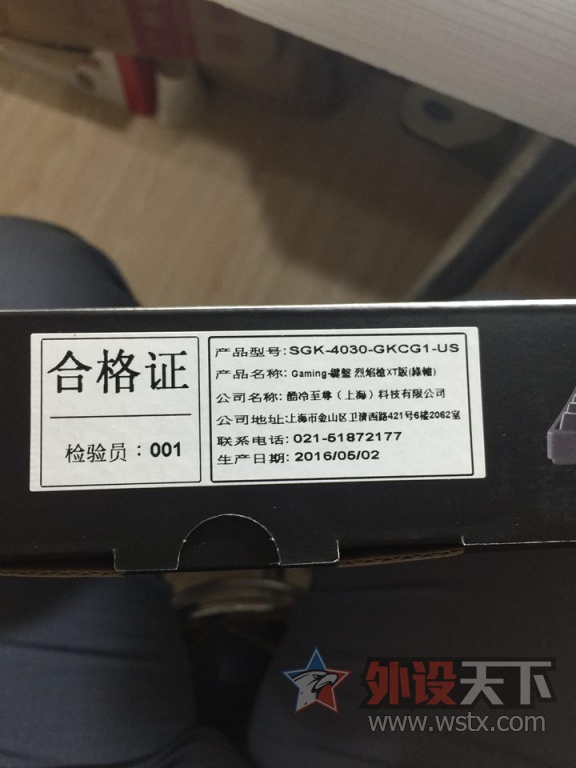 合格证
检验员：001
产品型号: SGK-4030-GKCG1-US
产品名称: Gaming-鍵盤 烈焰槍XT版(綠軸)
公司名称: 酷冷至尊（上海）科技有限公司
公司地址:上海市金山区卫清西路421号6楼2062室
联系电话: 021-51872177
生产日期: 2016/05/02
外设天下
www.wstx.com